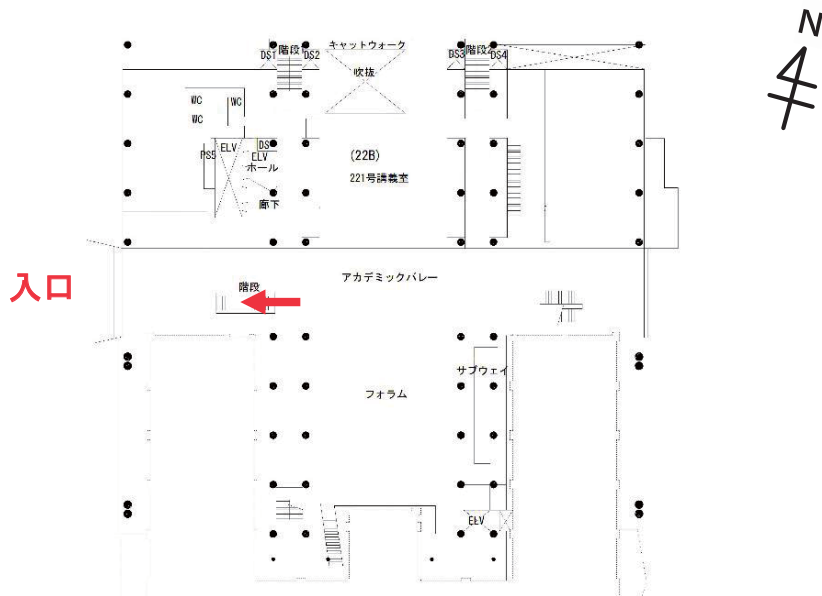 N
階段1
キャットウォーク
階段2
DS1
DS2
DS3
DS4
吹抜
WC
WC
WC
ELV
DS
PS5
ELV
ホール
(22B)
221号講義室
廊下
入口
アカデミックバレー
階段
サブウェイ
フォラム
ELV